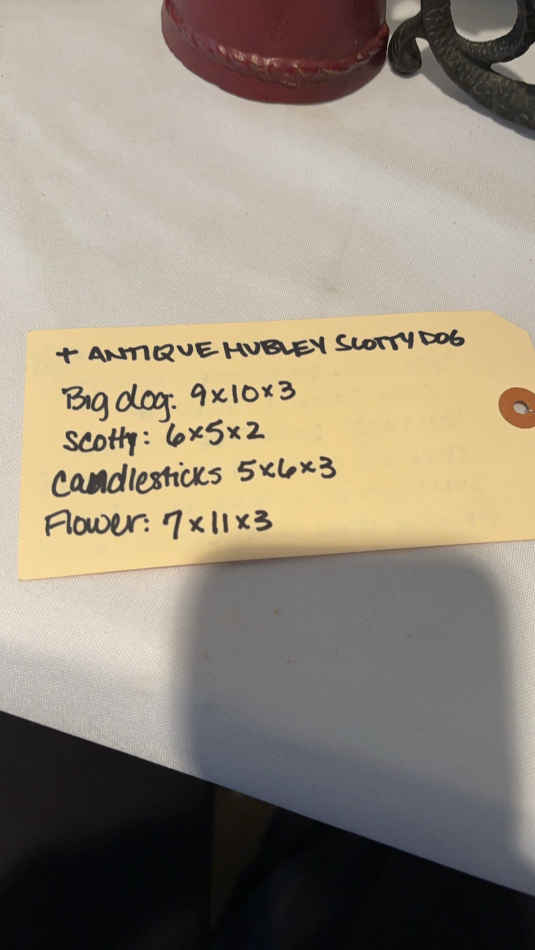 + ANTIQUE HUBLEY SCOTTY DOG
Big dog: 9x10x3
Scotty: 6x5x2
Candlesticks 5x6x3
Flower: 7x11x3